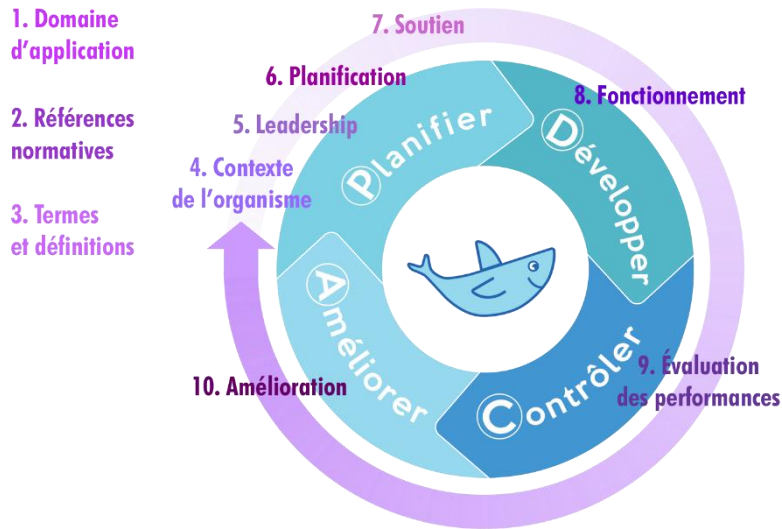 1. Domaine
d’application
2. Références
normatives
3. Termes
et définitions
4. Contexte
de l’organisme
5. Leadership
6. Planification
7. Soutien
8. Fonctionnement
9. Évaluation
des performances
10. Amélioration
Planifier
Développer
Contrôler
Améliorer